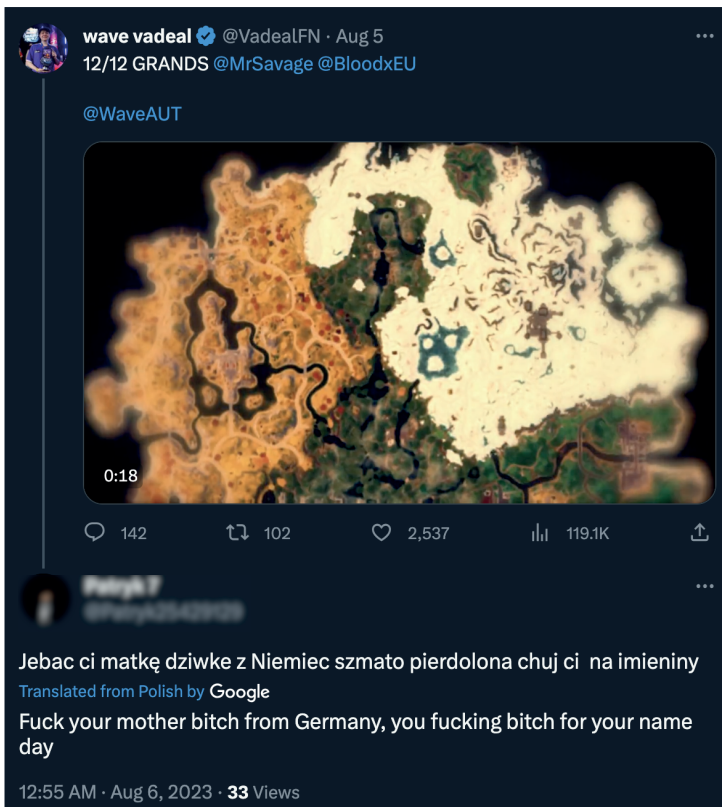 wave vadeal @VadealFN · Aug 5
12/12 GRANDS @MrSavage @BloodxEU
@WaveAUT
0:18
142 102 2,537 119.1K
Jebac ci matkę dziwke z Niemiec szmato pierdolona chuj ci na imieniny
Translated from Polish by Google
Fuck your mother bitch from Germany, you fucking bitch for your name
day
12:55 AM · Aug 6, 2023 · 33 Views